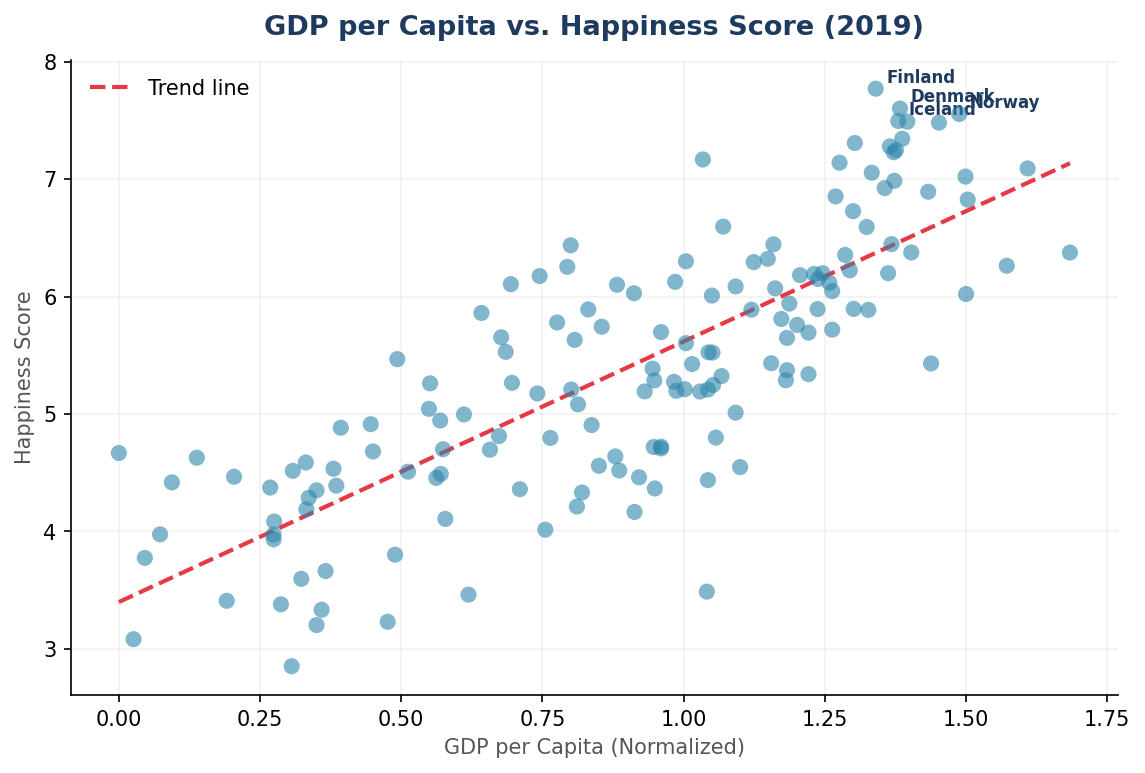 GDP per Capita vs. Happiness Score (2019)
Trend line
Finland
Denmark
Norway
Iceland
Happiness Score
8
7
6
5
4
3
0.00 0.25 0.50 0.75 1.00 1.25 1.50 1.75
GDP per Capita (Normalized)